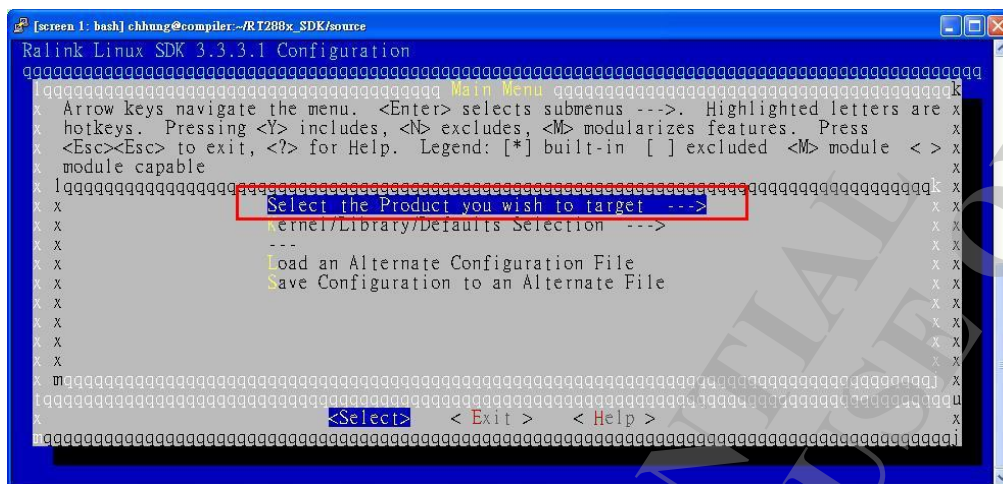 [screen 1: bash] chhung@compiler:~/RT288x_SDK/source
Ralink Linux SDK 3.3.3.1 Configuration
Main Menu
Arrow keys navigate the menu. <Enter> selects submenus --->. Highlighted letters are
hotkeys. Pressing <Y> includes, <N> excludes, <M> modularizes features. Press
<Esc><Esc> to exit, <?> for Help. Legend: [*] built-in [ ] excluded <M> module < >
module capable
Select the Product you wish to target --->
Kernel/Library/Defaults Selection --->
---
Load an Alternate Configuration File
Save Configuration to an Alternate File
<Select> < Exit > < Help >